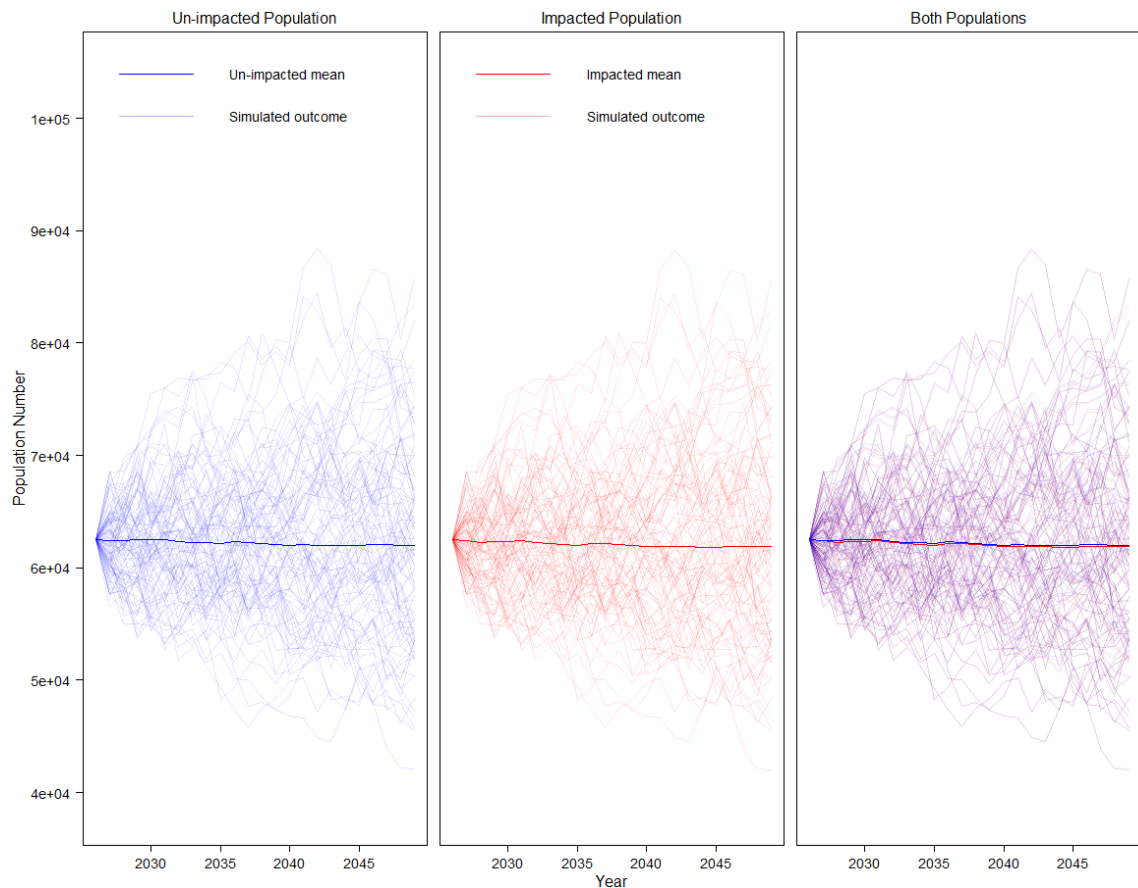 Un-impacted Population
Impacted Population
Both Populations
Un-impacted mean
Simulated outcome
Impacted mean
Simulated outcome
Population Number
1e+05
9e+04
8e+04
7e+04
6e+04
5e+04
4e+04
2030 2035 2040 2045
2030 2035 2040 2045
2030 2035 2040 2045
Year